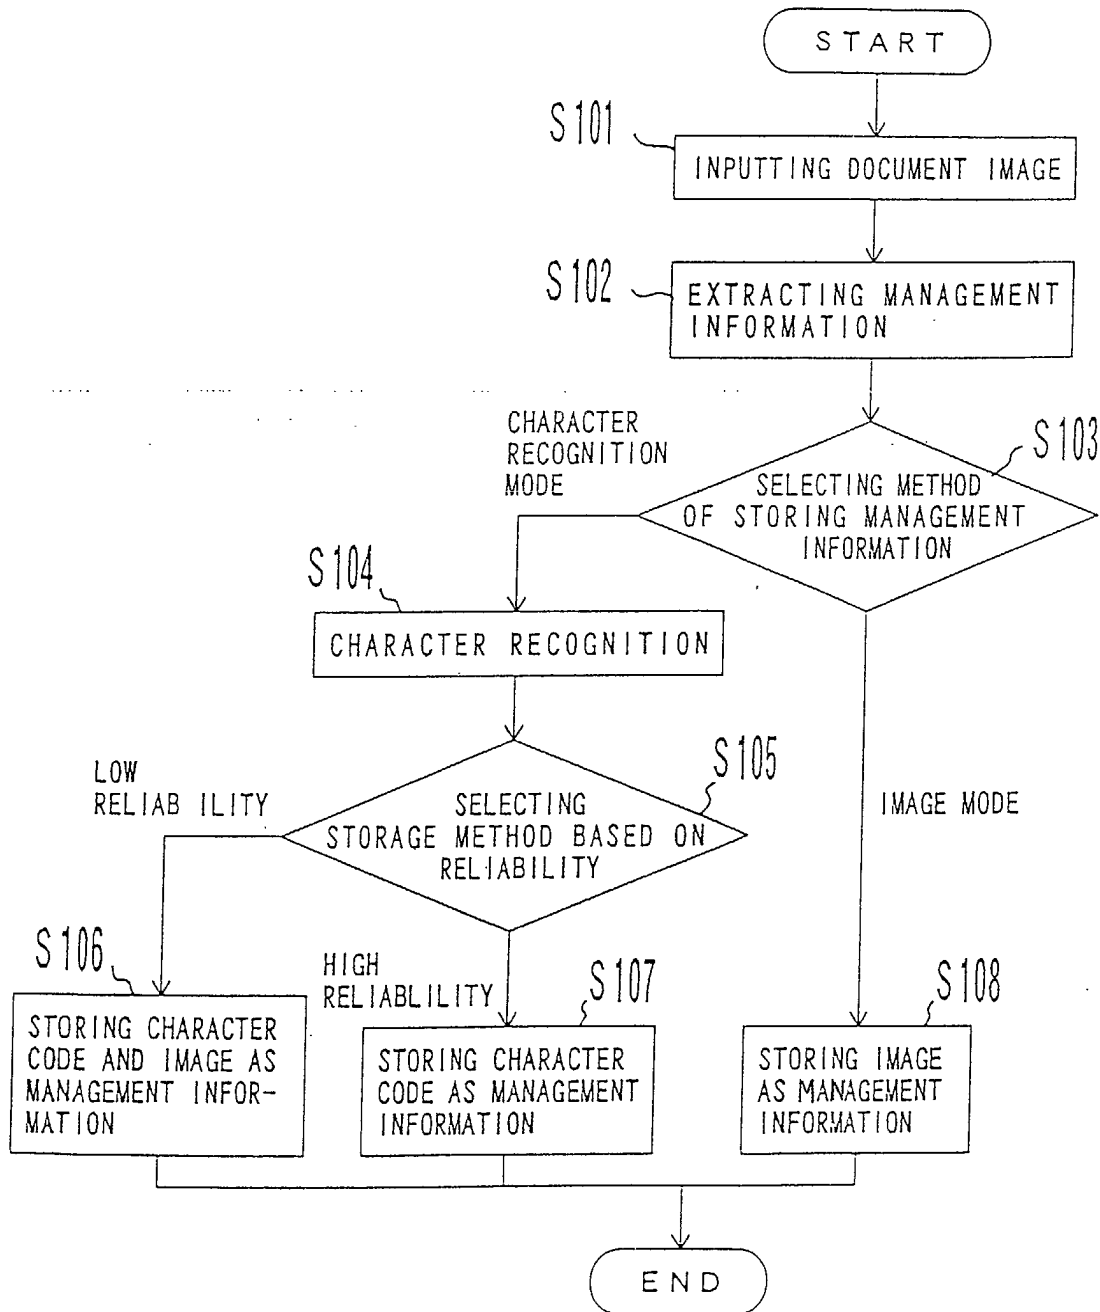 START
S101
INPUTTING DOCUMENT IMAGE
S102
EXTRACTING MANAGEMENT
INFORMATION
CHARACTER
RECOGNITION
MODE
S103
SELECTING METHOD
OF STORING MANAGEMENT
INFORMATION
S104
CHARACTER RECOGNITION
LOW
RELIAB ILITY
S105
SELECTING
STORAGE METHOD BASED ON
RELIABILITY
IMAGE MODE
S106
STORING CHARACTER
CODE AND IMAGE AS
MANAGEMENT INFOR-
MATION
HIGH
RELIABLILITY
S107
STORING CHARACTER
CODE AS MANAGEMENT
INFORMATION
S108
STORING IMAGE
AS MANAGEMENT
INFORMATION
END